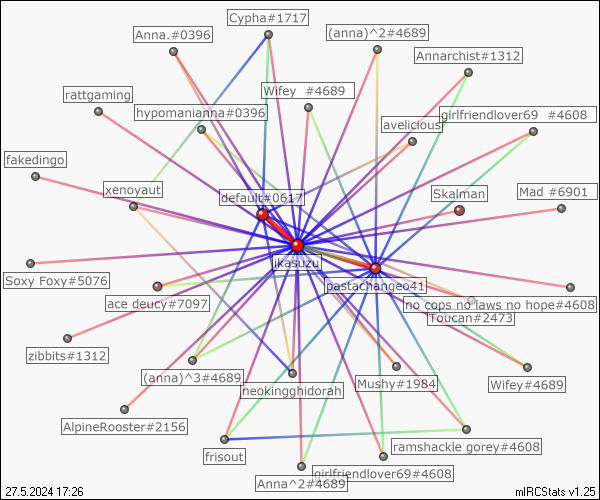 Cypha#1717
Anna.#0396
(anna)^2#4689
Annarchist#1312
Wifey  #4689
rattgaming
hypomanianna#0396
girlfriendlover69  #4608
avelicious
fakedingo
xenoyaut
default#0617
Skalman
Mad #6901
ikasuzu
Soxy Foxy#5076
pastachangeo41
ace deucy#7097
no cops no laws no hope#4608
Toucan#2473
zibbits#1312
(anna)^3#4689
neokingghidorah
Mushy#1984
Wifey#4689
AlpineRooster#2156
frisout
ramshackle gorey#4608
girlfriendlover69#4608
Anna^2#4689
27.5.2024 17:26
mIRCStats v1.25